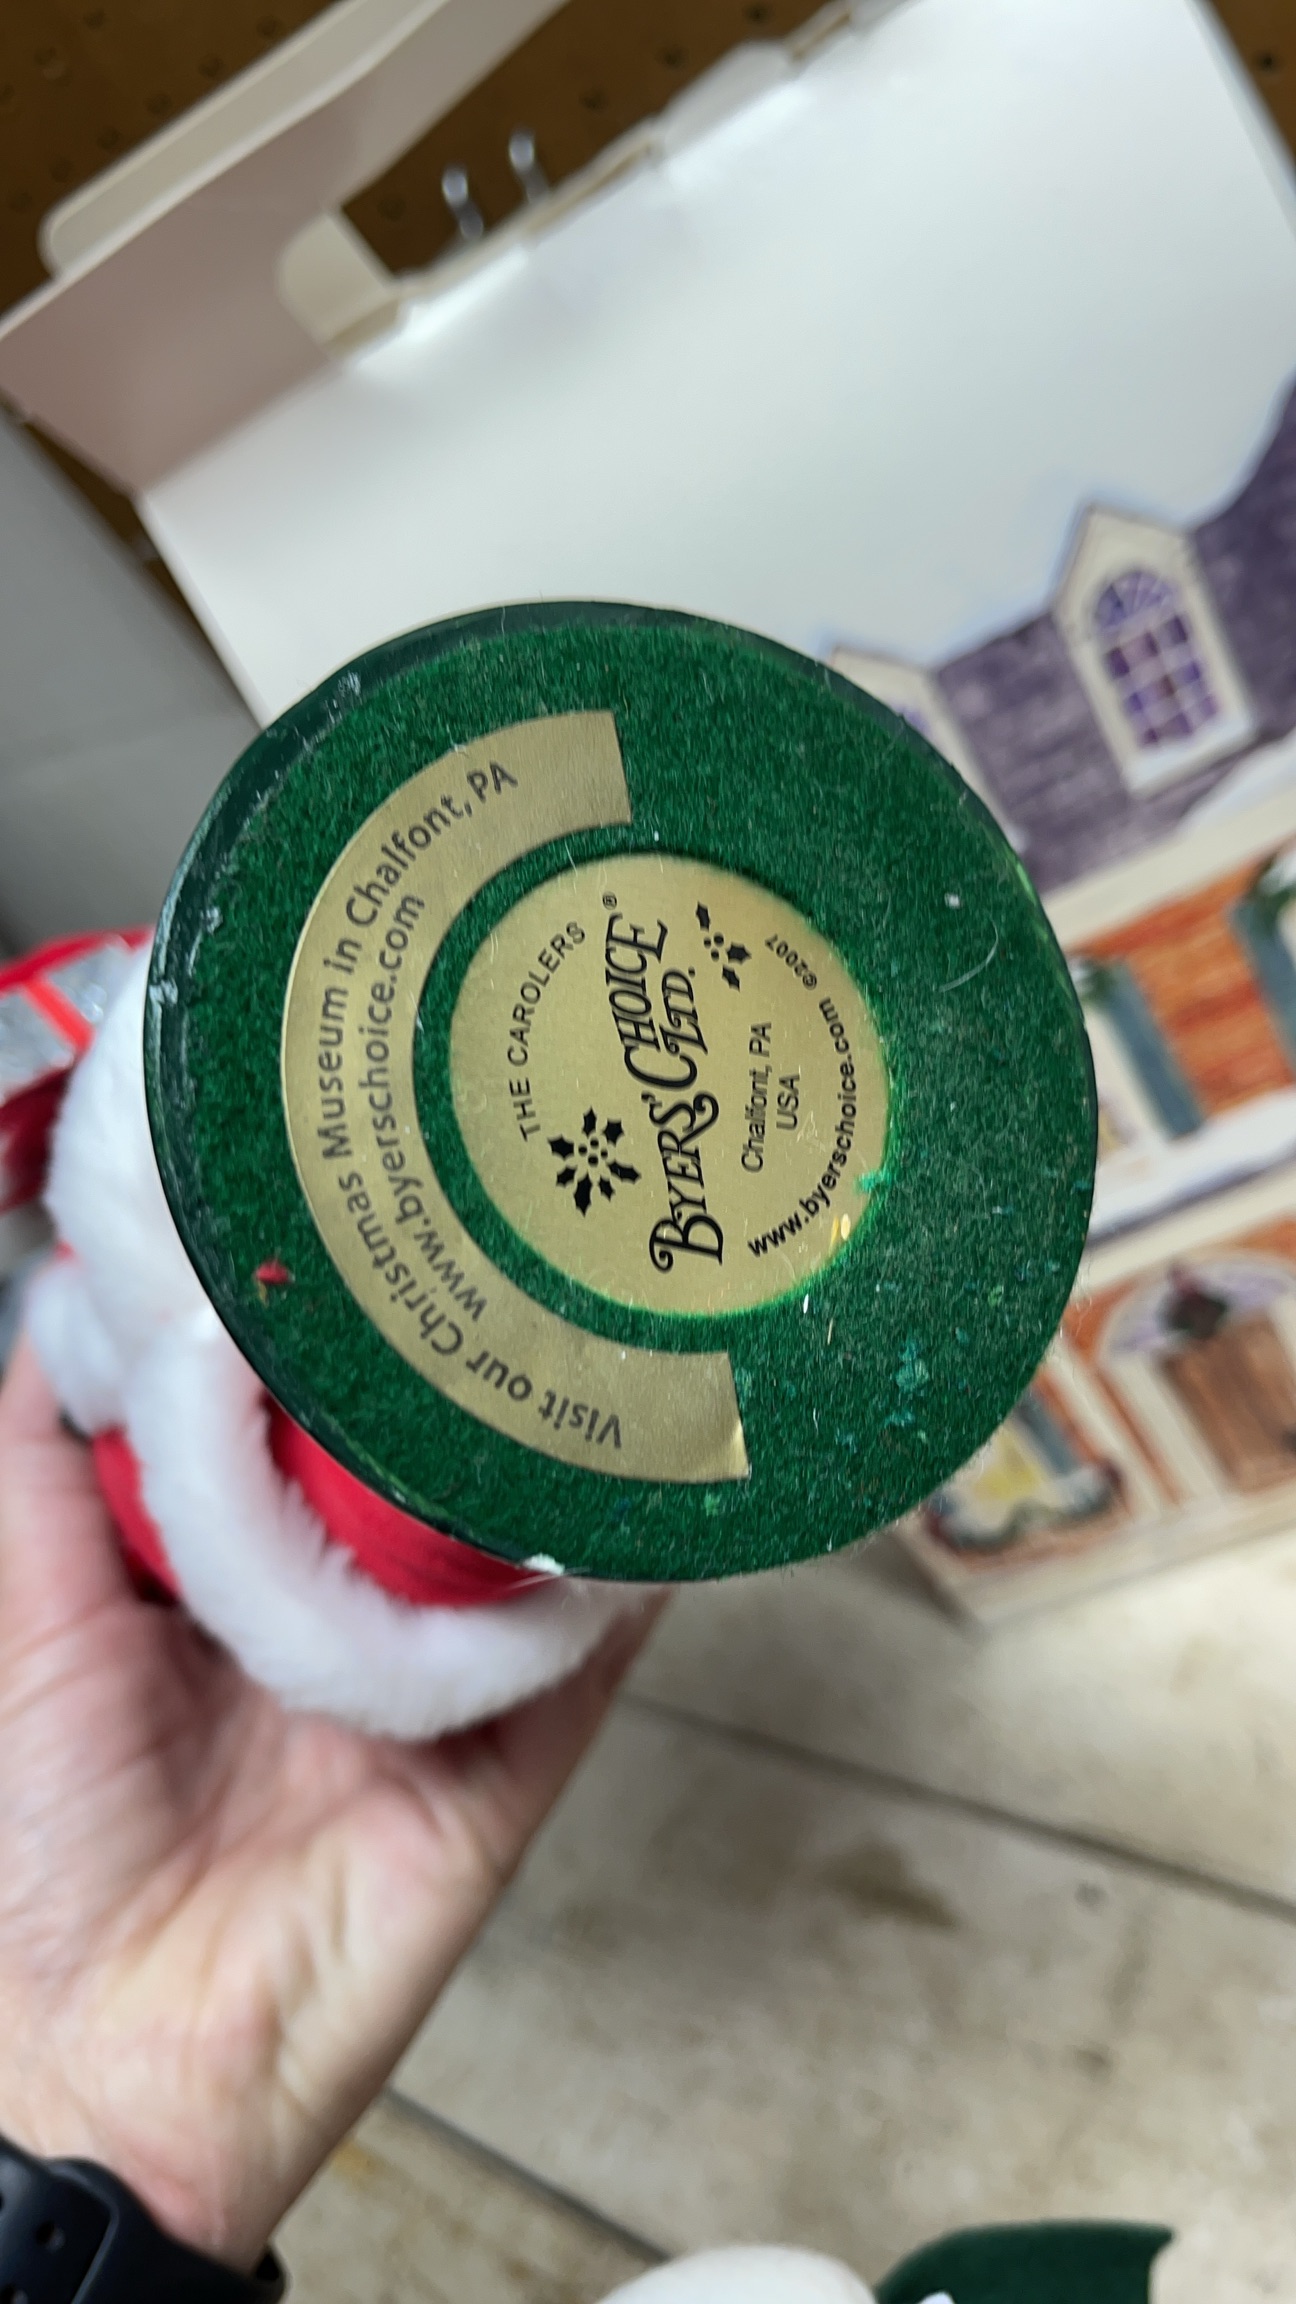 THE CAROLERS
BYERS' CHOICE®
LTD.
Chalfont, PA
USA
www.byerschoice.com ©2007
Visit our Christmas Museum in Chalfont, PA
www.byerschoice.com